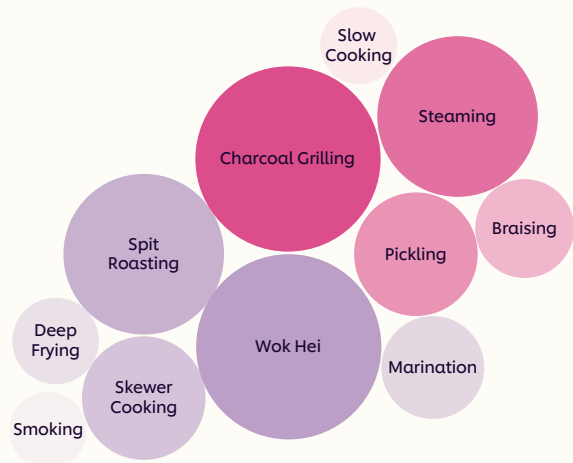 Slow
Cooking
Steaming
Charcoal Grilling
Braising
Spit
Roasting
Pickling
Deep
Frying
Wok Hei
Marination
Skewer
Cooking
Smoking